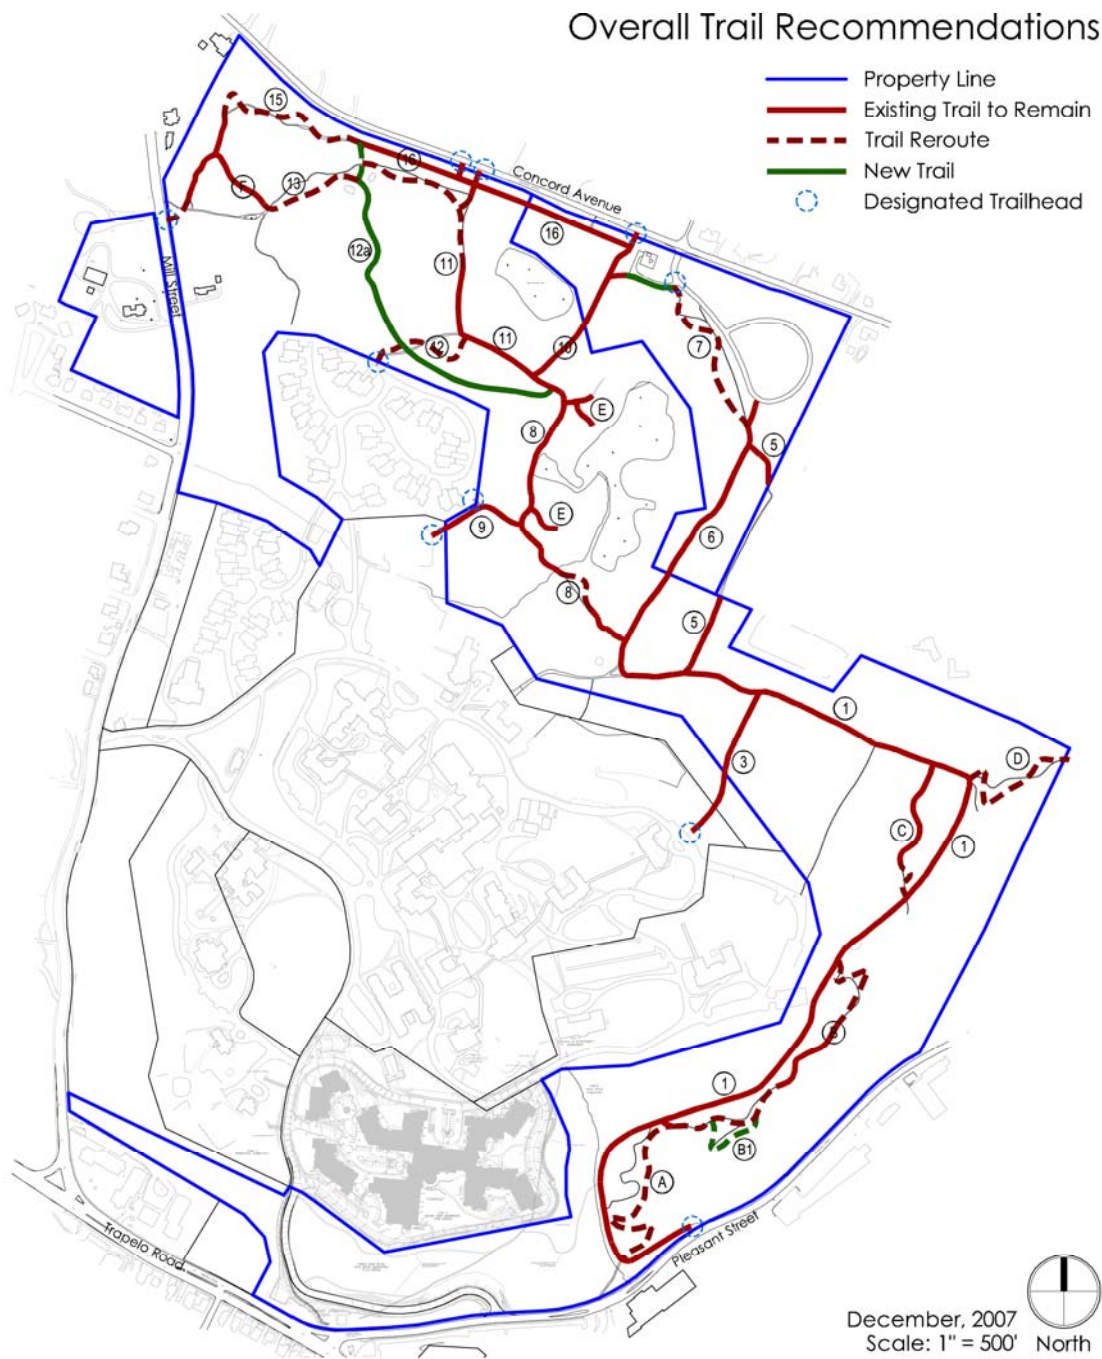 Overall Trail Recommendations
Property Line
Existing Trail to Remain
Trail Reroute
New Trail
Designated Trailhead
15
16
Concord Avenue
F
13
16
12a
11
Mill Street
12
11
10
7
E
8
5
E
9
6
8
5
1
3
D
C
1
B
1
B1
A
Pleasant Street
Trapelo Road
December, 2007
Scale: 1" = 500'
North